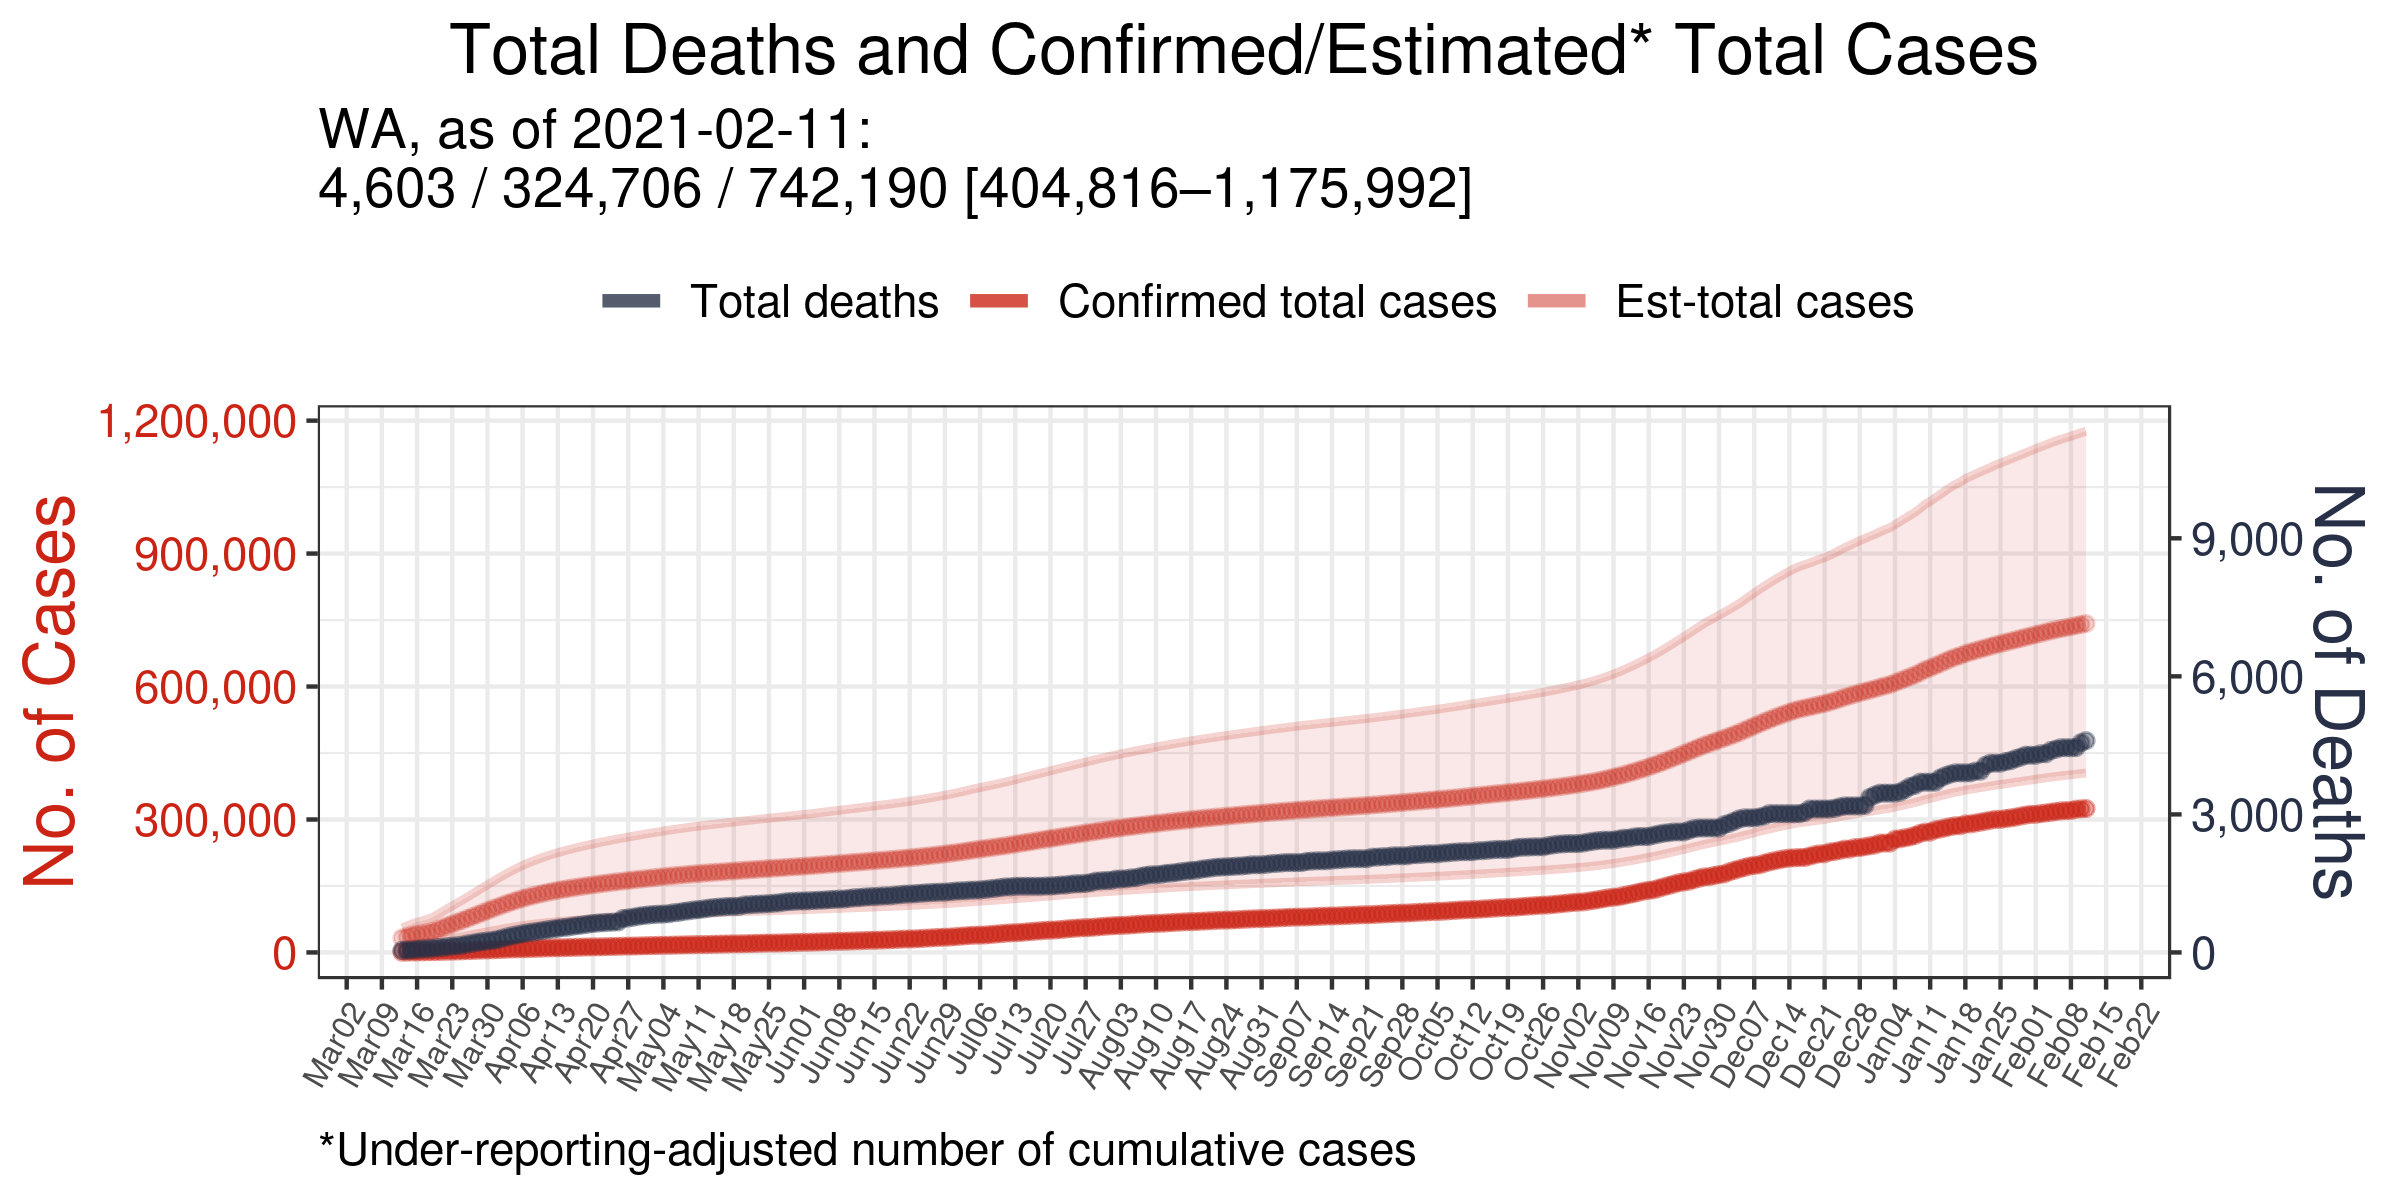 Total Deaths and Confirmed/Estimated* Total Cases
WA, as of 2021-02-11:
4,603 / 324,706 / 742,190 [404,816–1,175,992]
Total deaths
Confirmed total cases
Est-total cases
No. of Cases
1,200,000
900,000
600,000
300,000
0
9,000
6,000
3,000
0
No. of Deaths
Mar02
Mar09
Mar16
Mar23
Mar30
Apr06
Apr13
Apr20
Apr27
May04
May11
May18
May25
Jun01
Jun08
Jun15
Jun22
Jun29
Jul06
Jul13
Jul20
Jul27
Aug03
Aug10
Aug17
Aug24
Aug31
Sep07
Sep14
Sep21
Sep28
Oct05
Oct12
Oct19
Oct26
Nov02
Nov09
Nov16
Nov23
Nov30
Dec07
Dec14
Dec21
Dec28
Jan04
Jan11
Jan18
Jan25
Feb01
Feb08
Feb15
Feb22
*Under-reporting-adjusted number of cumulative cases